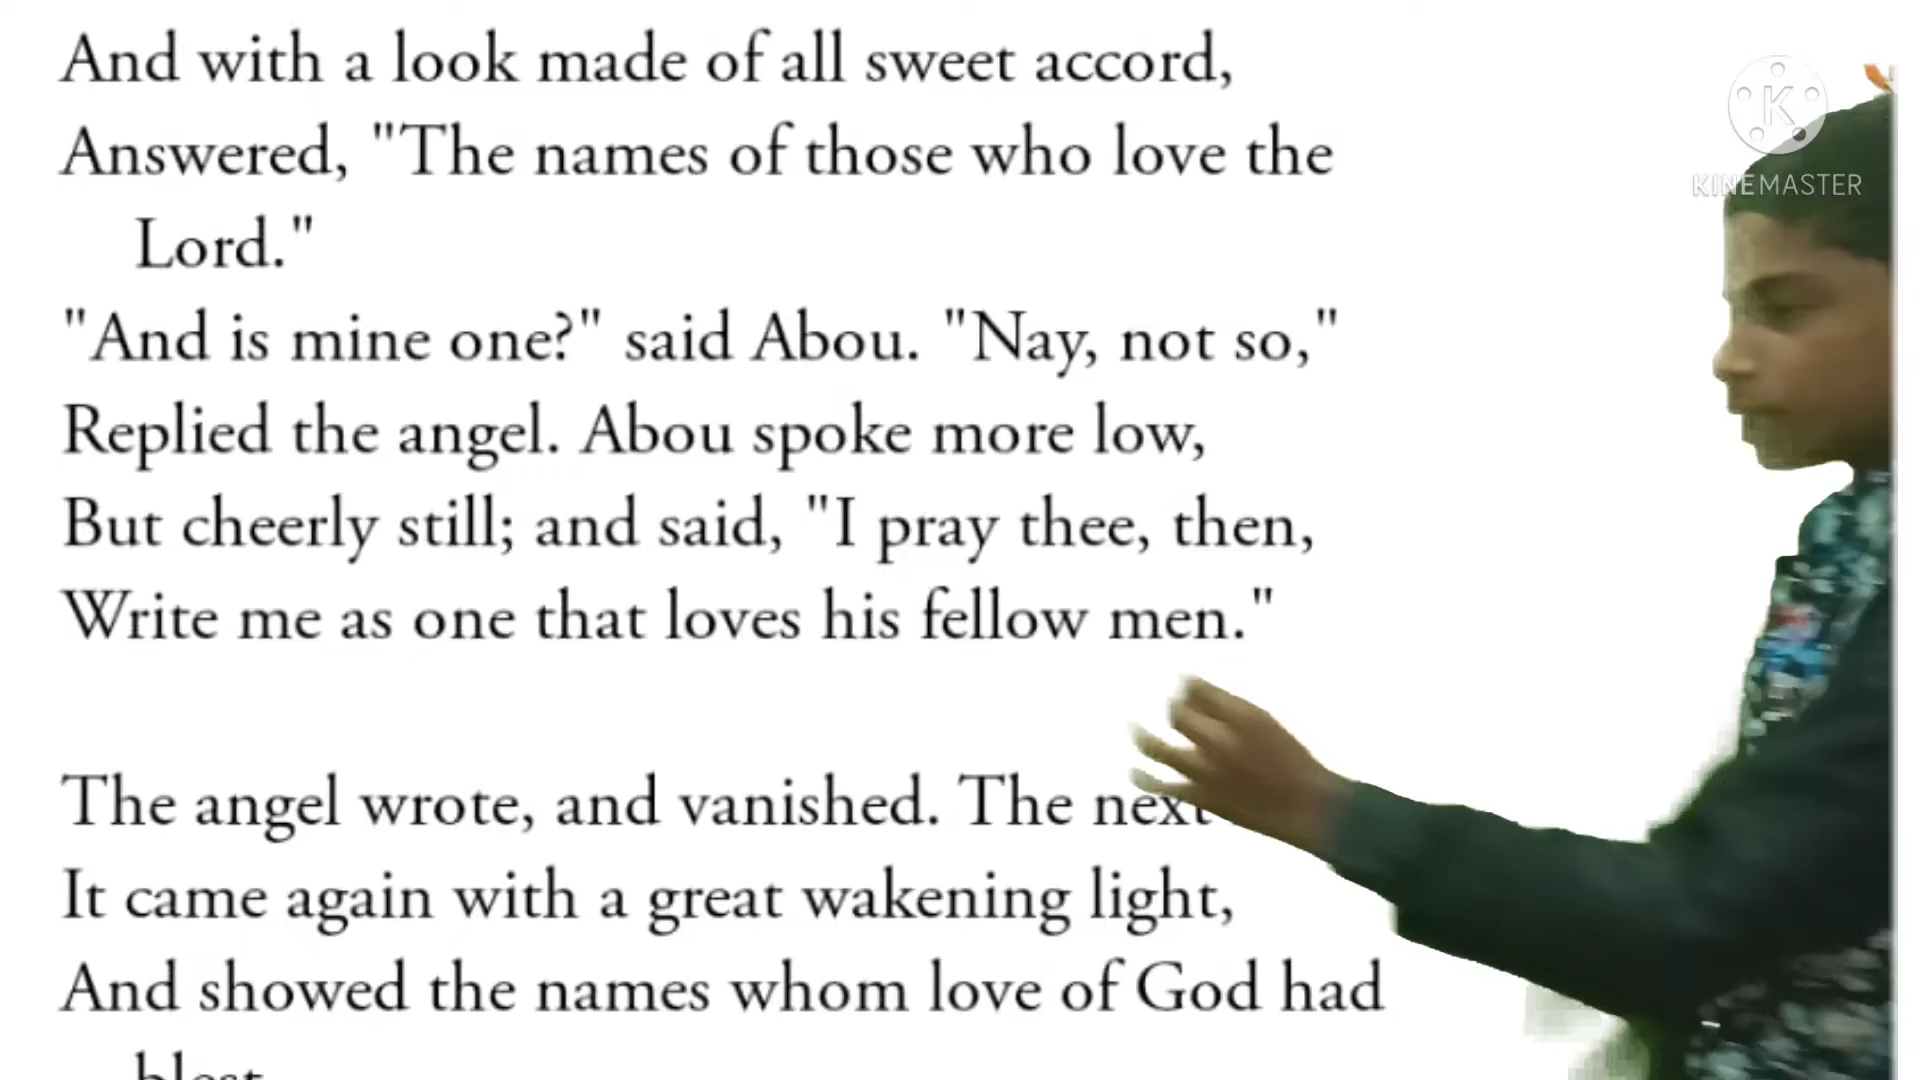 And with a look made of all sweet accord,
Answered, "The names of those who love the
Lord."
"And is mine one?" said Abou. "Nay, not so,"
Replied the angel. Abou spoke more low,
But cheerly still; and said, "I pray thee, then,
Write me as one that loves his fellow men."
The angel wrote, and vanished. The next
It came again with a great wakening light,
And showed the names whom love of God had
blest
KINEMASTER